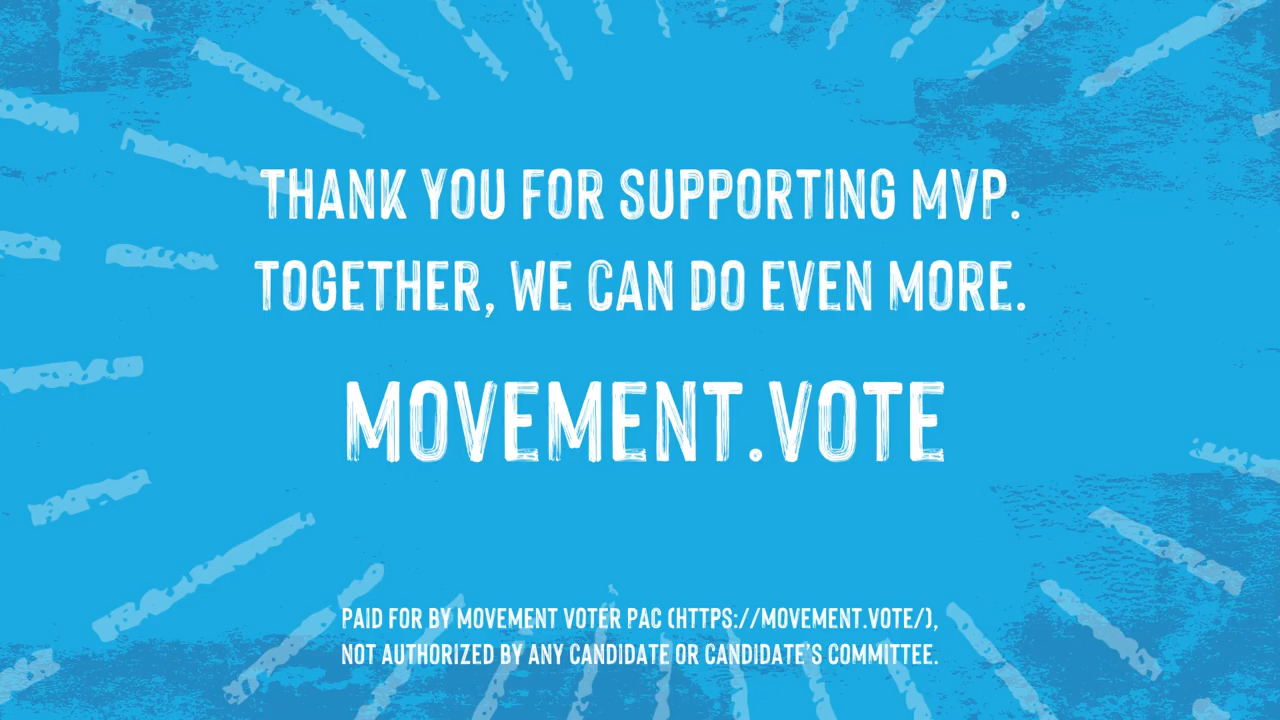 THANK YOU FOR SUPPORTING MVP.
TOGETHER, WE CAN DO EVEN MORE.
MOVEMENT.VOTE
PAID FOR BY MOVEMENT VOTER PAC (HTTPS://MOVEMENT.VOTE/),
NOT AUTHORIZED BY ANY CANDIDATE OR CANDIDATE'S COMMITTEE.